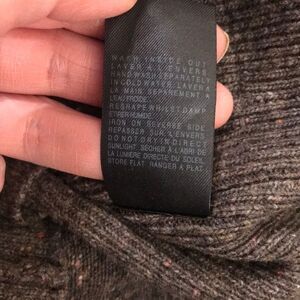 WASH INSIDE OUT
LAVER A L'ENVERS
HAND WASH SEPARATELY
IN COLD WATER, LAVER A
LA MAIN SEPAREMENT A
L'EAU FROIDE.
RESHAPE WHILST DAMP
ETIRER HUMIDE
IRON ON REVERSE SIDE
REPASSER SUR L'ENVERS
DO NOT DRY IN DIRECT
SUNLIGHT SECHER A L'ABRI DE
LA LUMIERE DIRECTE DU SOLEIL
STORE FLAT RANGER A PLAT